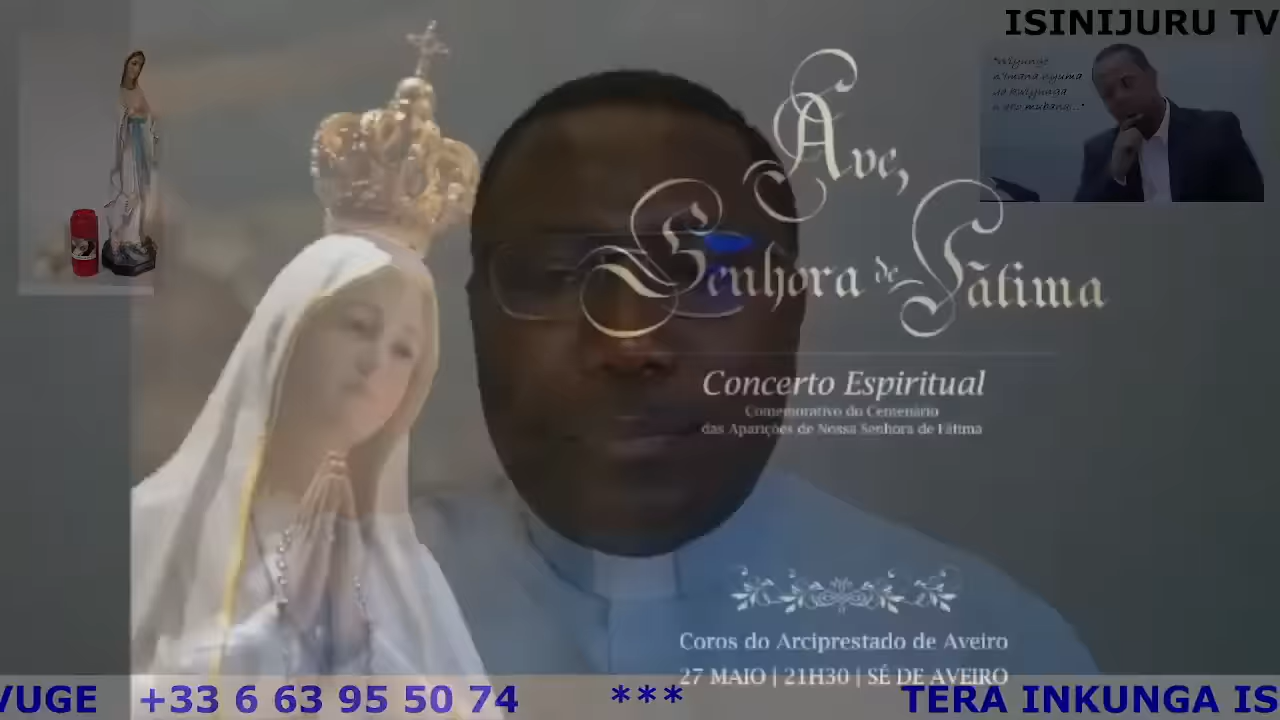 ISINIJURU TV
n'Imana nyuma
Ave,
Senhora de Fátima
Concerto Espiritual
Comemorativo do Centenário
das Aparições de Nossa Senhora de Fátima
Coros do Arciprestado de Aveiro
27 MAIO | 21H30 | SÉ DE AVEIRO
VUGE +33 6 63 95 50 74 *** TERA INKUNGA IS